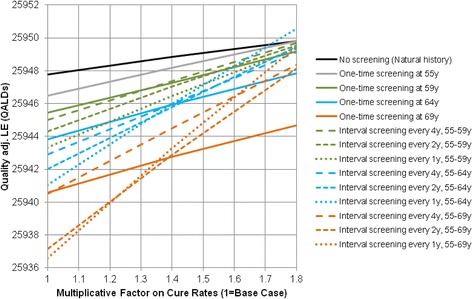 25952
25950
25948
25946
25944
25942
25940
25938
25936
Quality adj. LE (QALDs)
1
1.1
1.2
1.3
1.4
1.5
1.6
1.7
1.8
Multiplicative Factor on Cure Rates (1=Base Case)
No screening (Natural history)
One-time screening at 55y
One-time screening at 59y
One-time screening at 64y
One-time screening at 69y
Interval screening every 4y, 55-59y
Interval screening every 2y, 55-59y
Interval screening every 1y, 55-59y
Interval screening every 4y, 55-64y
Interval screening every 2y, 55-64y
Interval screening every 1y, 55-64y
Interval screening every 4y, 55-69y
Interval screening every 2y, 55-69y
Interval screening every 1y, 55-69y